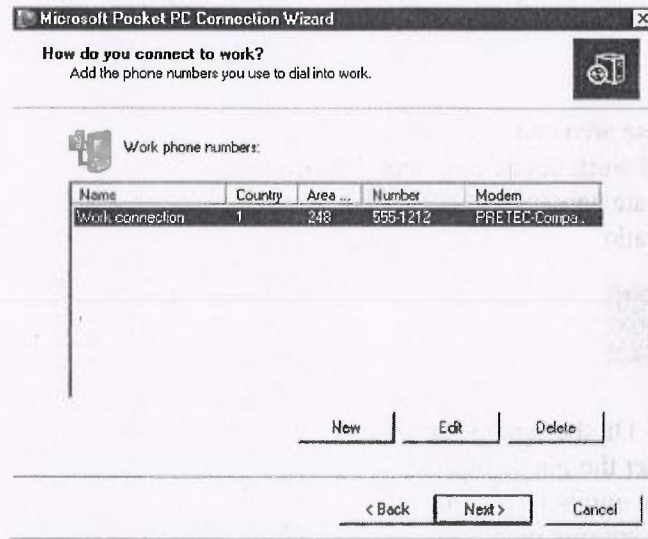 Microsoft Pocket PC Connection Wizard
How do you connect to work?
Add the phone numbers you use to dial into work.
Work phone numbers:
Name Country Area ... Number Modem
Work connection 1 248 555-1212 PRETEC-Compa..
New Edit Delete
< Back Next > Cancel